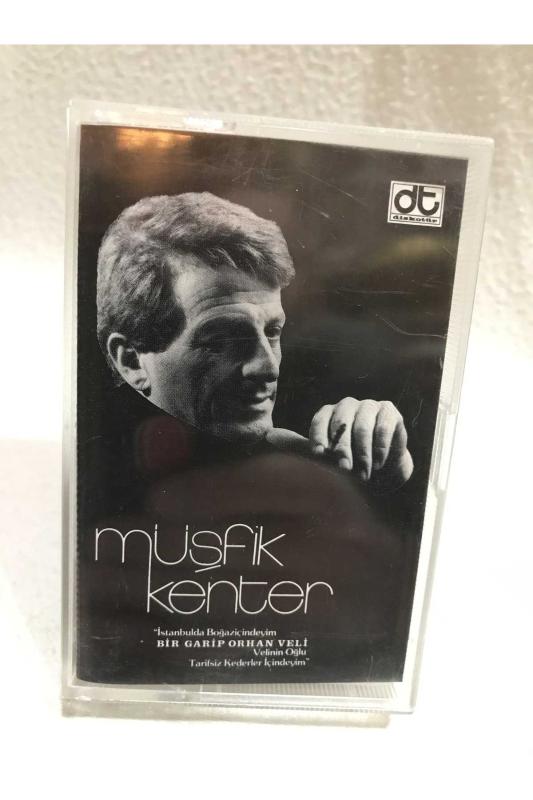 dt
diskotür
müşfik
kenter
"İstanbulda Boğaziçindeyim
BİR GARİP ORHAN VELİ
Velinin Oğlu
Tarifsiz Kederler İçindeyim"